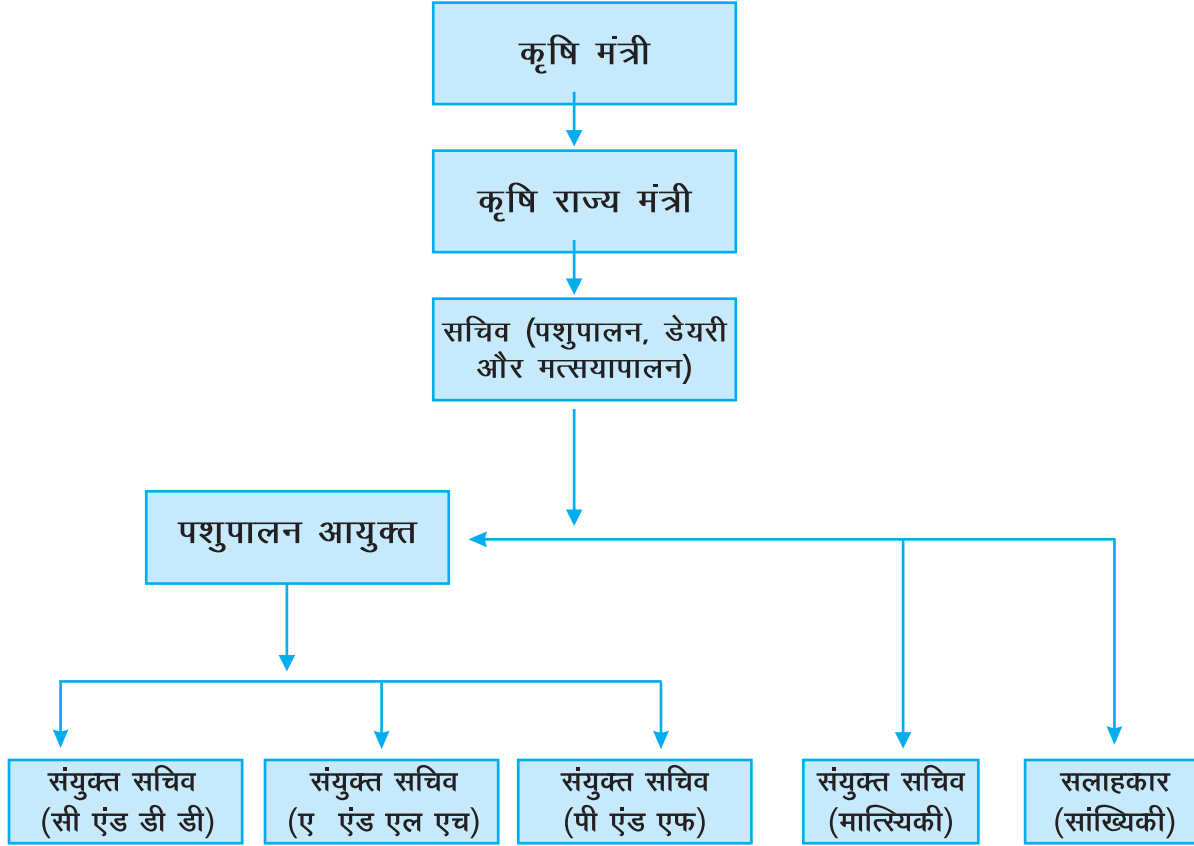 कृषि मंत्री
कृषि राज्य मंत्री
सचिव (पशुपालन, डेयरी
और मत्सयापालन)
पशुपालन आयुक्त
संयुक्त सचिव
(सी एंड डी डी)
संयुक्त सचिव
(ए एंड एल एच)
संयुक्त सचिव
(पी एंड एफ)
संयुक्त सचिव
(मात्स्यिकी)
सलाहकार
(सांख्यिकी)